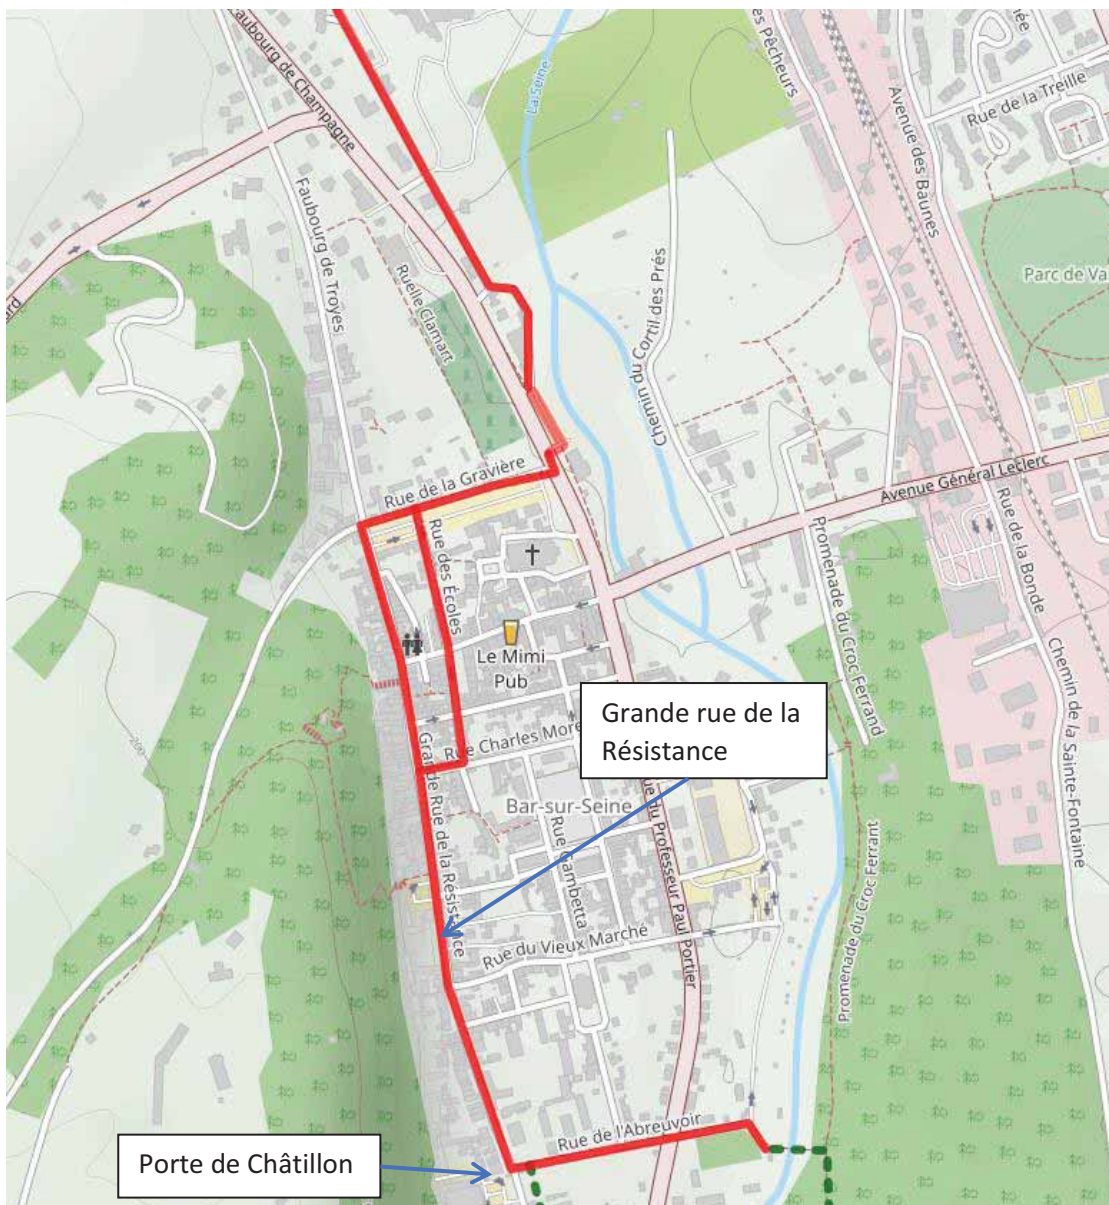 Faubourg de Champagne
La Seine
es Pêcheurs
Avenue des Baunes
Rue de la Treille
Faubourg de Troyes
Ruelle Clamart
Chemin du Cortil des Prés
Parc de Va
ard
Rue de la Gravière
Avenue Général Leclerc
Rue des Écoles
Promenade du Croc Ferrand
Rue de la Bonde
Le Mimi
Pub
Chemin de la Sainte-Fontaine
Grande rue de la
Résistance
Rue Charles More
200
Grande Rue de la Résistance
Bar-sur-Seine
Rue Gambetta
ue du Professeur Paul Portier
Promenade du Croc Ferrant
Rue du Vieux Marché
Rue de l'Abreuvoir
Porte de Châtillon